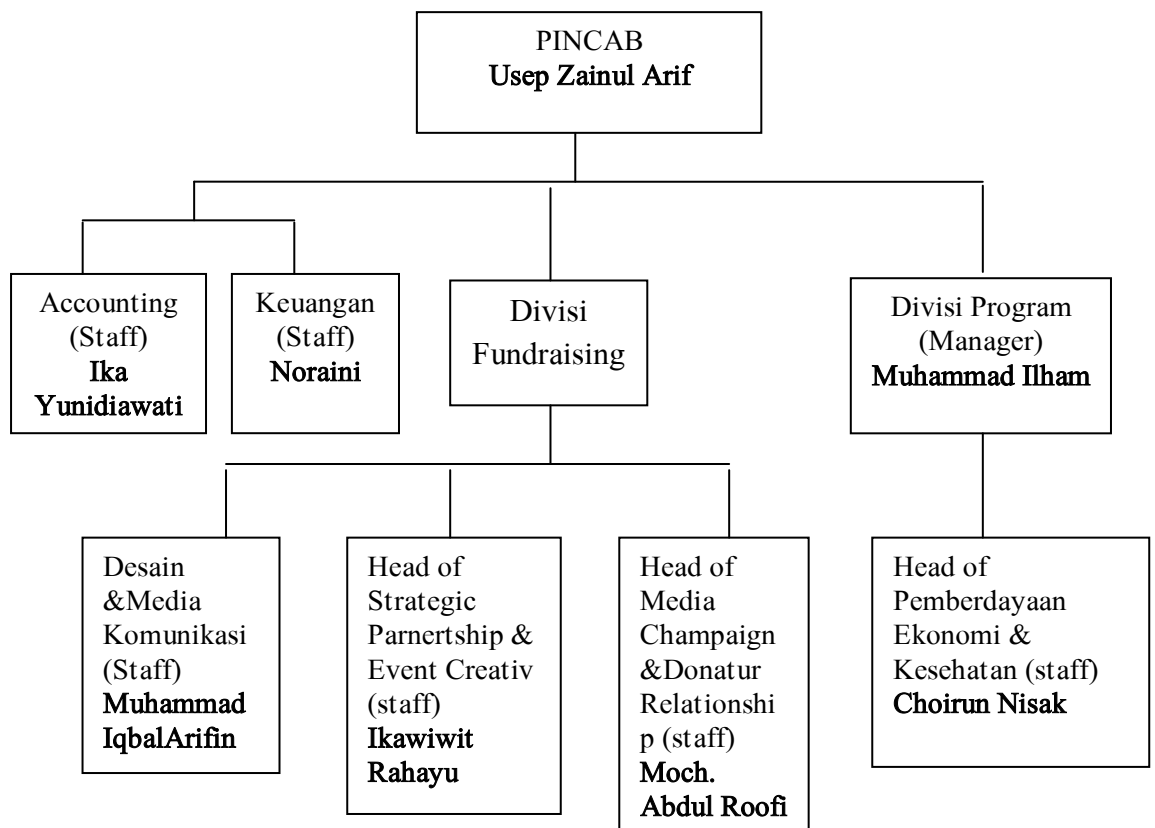 PINCAB
Usep Zainul Arif
Accounting
(Staff)
Ika
Yunidiawati
Keuangan
(Staff)
Noraini
Divisi
Fundraising
Divisi Program
(Manager)
Muhammad Ilham
Desain
&Media
Komunikasi
(Staff)
Muhammad
IqbalArifin
Head of
Strategic
Parnertship &
Event Creativ
(staff)
Ikawiwit
Rahayu
Head of
Media
Champaign
&Donatur
Relationshi
p (staff)
Moch.
Abdul Roofi
Head of
Pemberdayaan
Ekonomi &
Kesehatan (staff)
Choirun Nisak